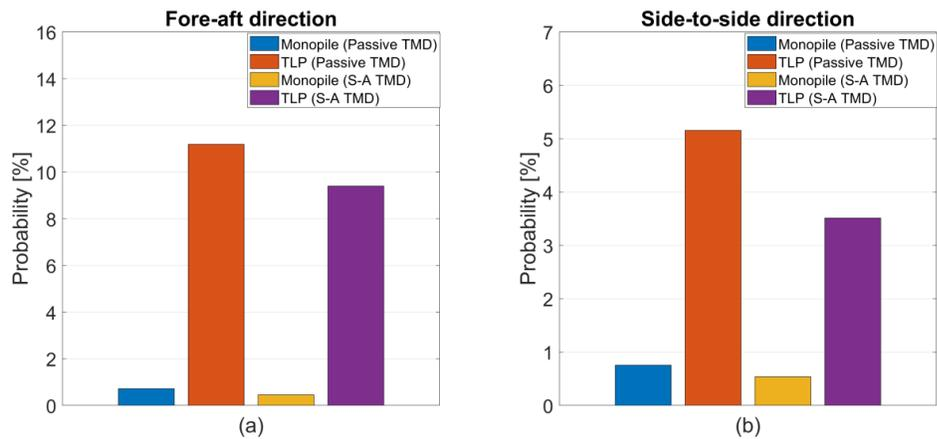 Fore-aft direction
16
14
12
10
8
6
4
2
0
Probability [%]
Monopile (Passive TMD)
TLP (Passive TMD)
Monopile (S-A TMD)
TLP (S-A TMD)
(a)
Side-to-side direction
7
6
5
4
3
2
1
0
Probability [%]
Monopile (Passive TMD)
TLP (Passive TMD)
Monopile (S-A TMD)
TLP (S-A TMD)
(b)